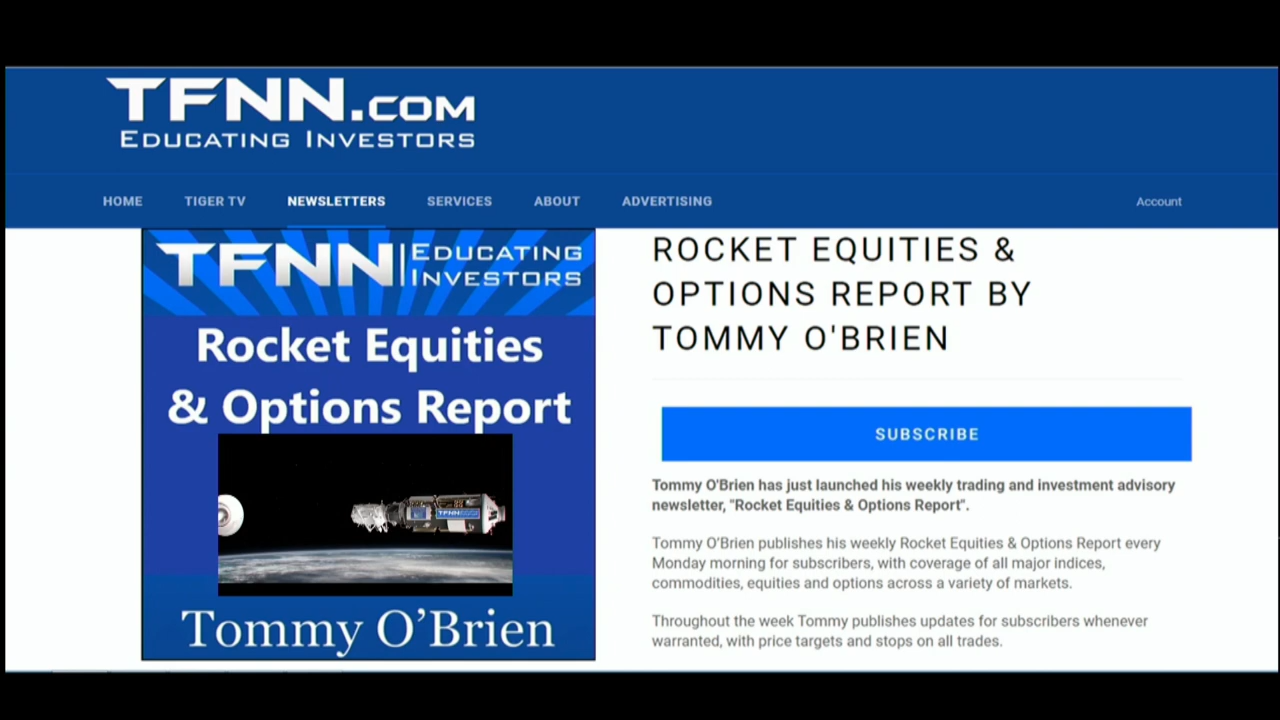 TFNN.COM
EDUCATING INVESTORS
HOME TIGER TV NEWSLETTERS SERVICES ABOUT ADVERTISING Account
TFNN | EDUCATING
INVESTORS
Rocket Equities
& Options Report
TFNN
Tommy O’Brien
ROCKET EQUITIES &
OPTIONS REPORT BY
TOMMY O'BRIEN
SUBSCRIBE
Tommy O'Brien has just launched his weekly trading and investment advisory
newsletter, "Rocket Equities & Options Report".
Tommy O’Brien publishes his weekly Rocket Equities & Options Report every
Monday morning for subscribers, with coverage of all major indices,
commodities, equities and options across a variety of markets.
Throughout the week Tommy publishes updates for subscribers whenever
warranted, with price targets and stops on all trades.